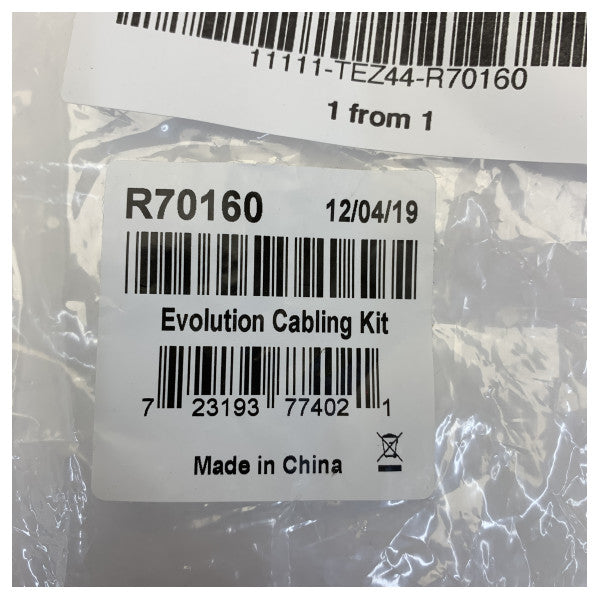 11111-TEZ44-R70160
1 from 1
R70160 12/04/19
Evolution Cabling Kit
7 23193 77402 1
Made in China